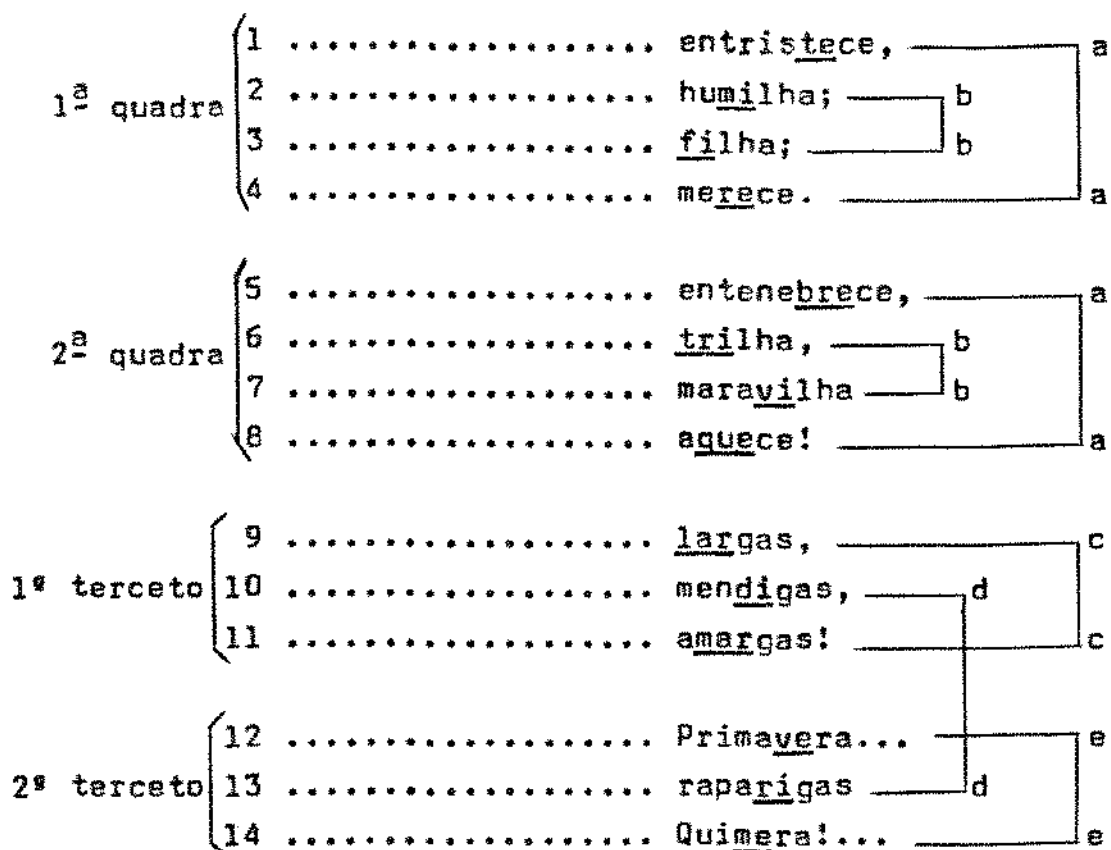 1 .................. entristece, a
1ª quadra 2 .................. humilha; b
3 .................. filha; b
4 .................. merece. a
5 .................. entenebrece, a
2ª quadra 6 .................. trilha, b
7 .................. maravilha b
8 .................. aquece! a
9 .................. largas, c
1º terceto 10 .................. mendigas, d
11 .................. amargas! c
12 .................. Primavera... e
2º terceto 13 .................. raparigas d
14 .................. Quimera!... e